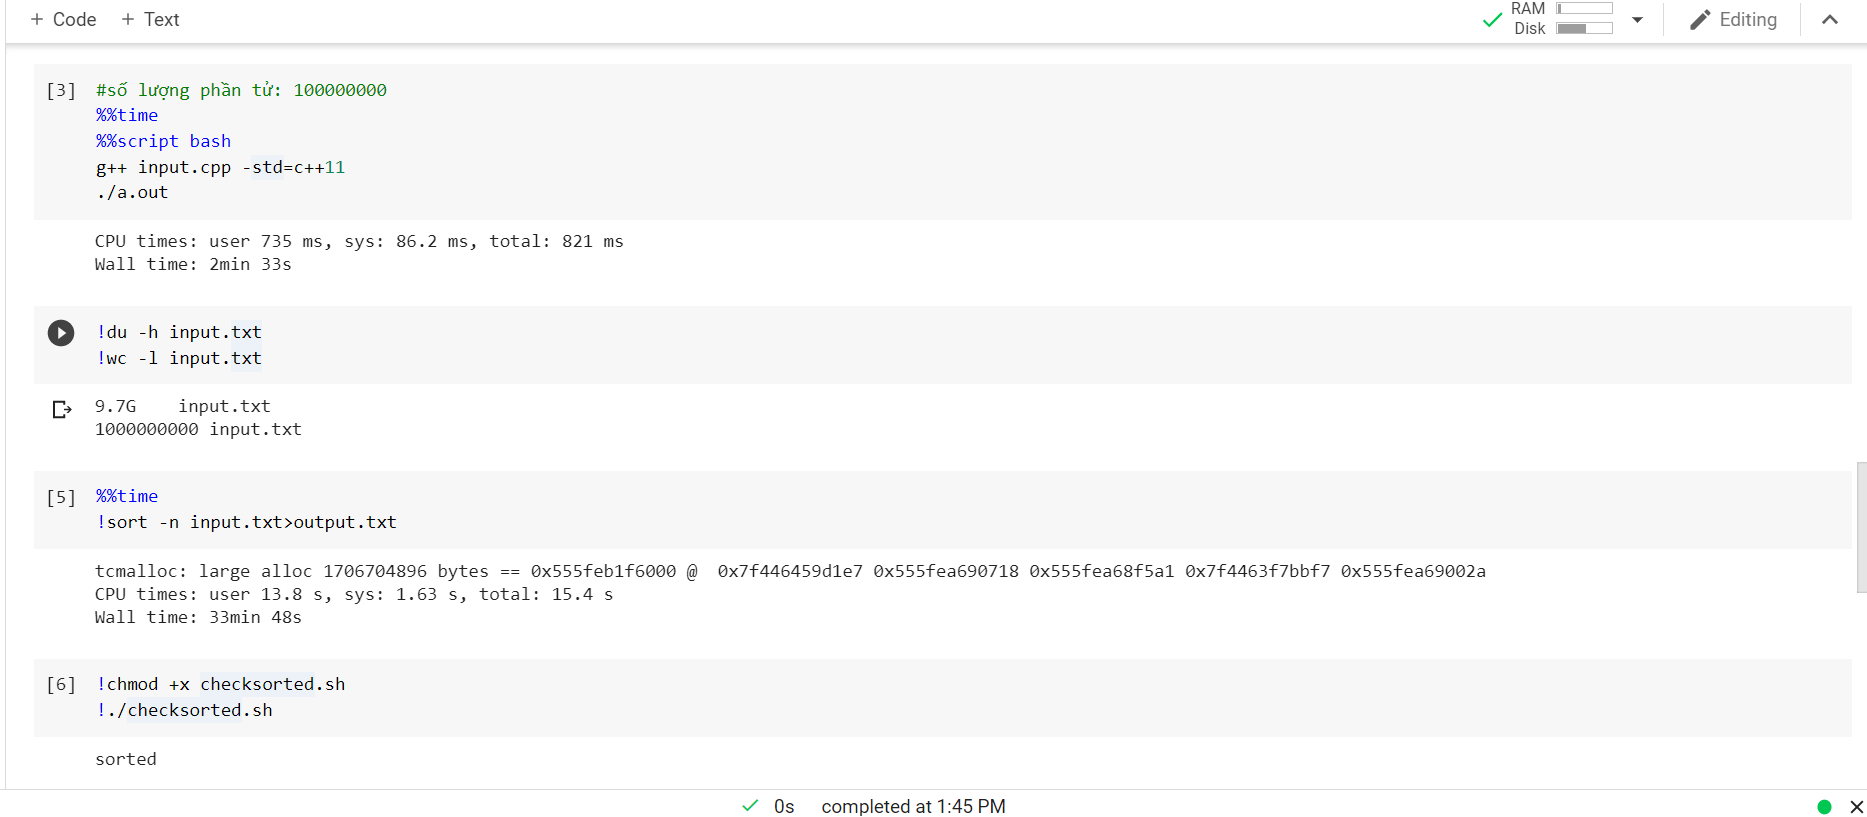 + Code + Text
RAM
Disk
Editing
[3] #số lượng phần tử: 100000000
%%time
%%script bash
g++ input.cpp -std=c++11
./a.out
CPU times: user 735 ms, sys: 86.2 ms, total: 821 ms
Wall time: 2min 33s
!du -h input.txt
!wc -l input.txt
9.7G    input.txt
1000000000 input.txt
[5] %%time
!sort -n input.txt>output.txt
tcmalloc: large alloc 1706704896 bytes == 0x555feb1f6000 @  0x7f446459d1e7 0x555fea690718 0x555fea68f5a1 0x7f4463f7bbf7 0x555fea69002a
CPU times: user 13.8 s, sys: 1.63 s, total: 15.4 s
Wall time: 33min 48s
[6] !chmod +x checksorted.sh
!./checksorted.sh
sorted
0s completed at 1:45 PM